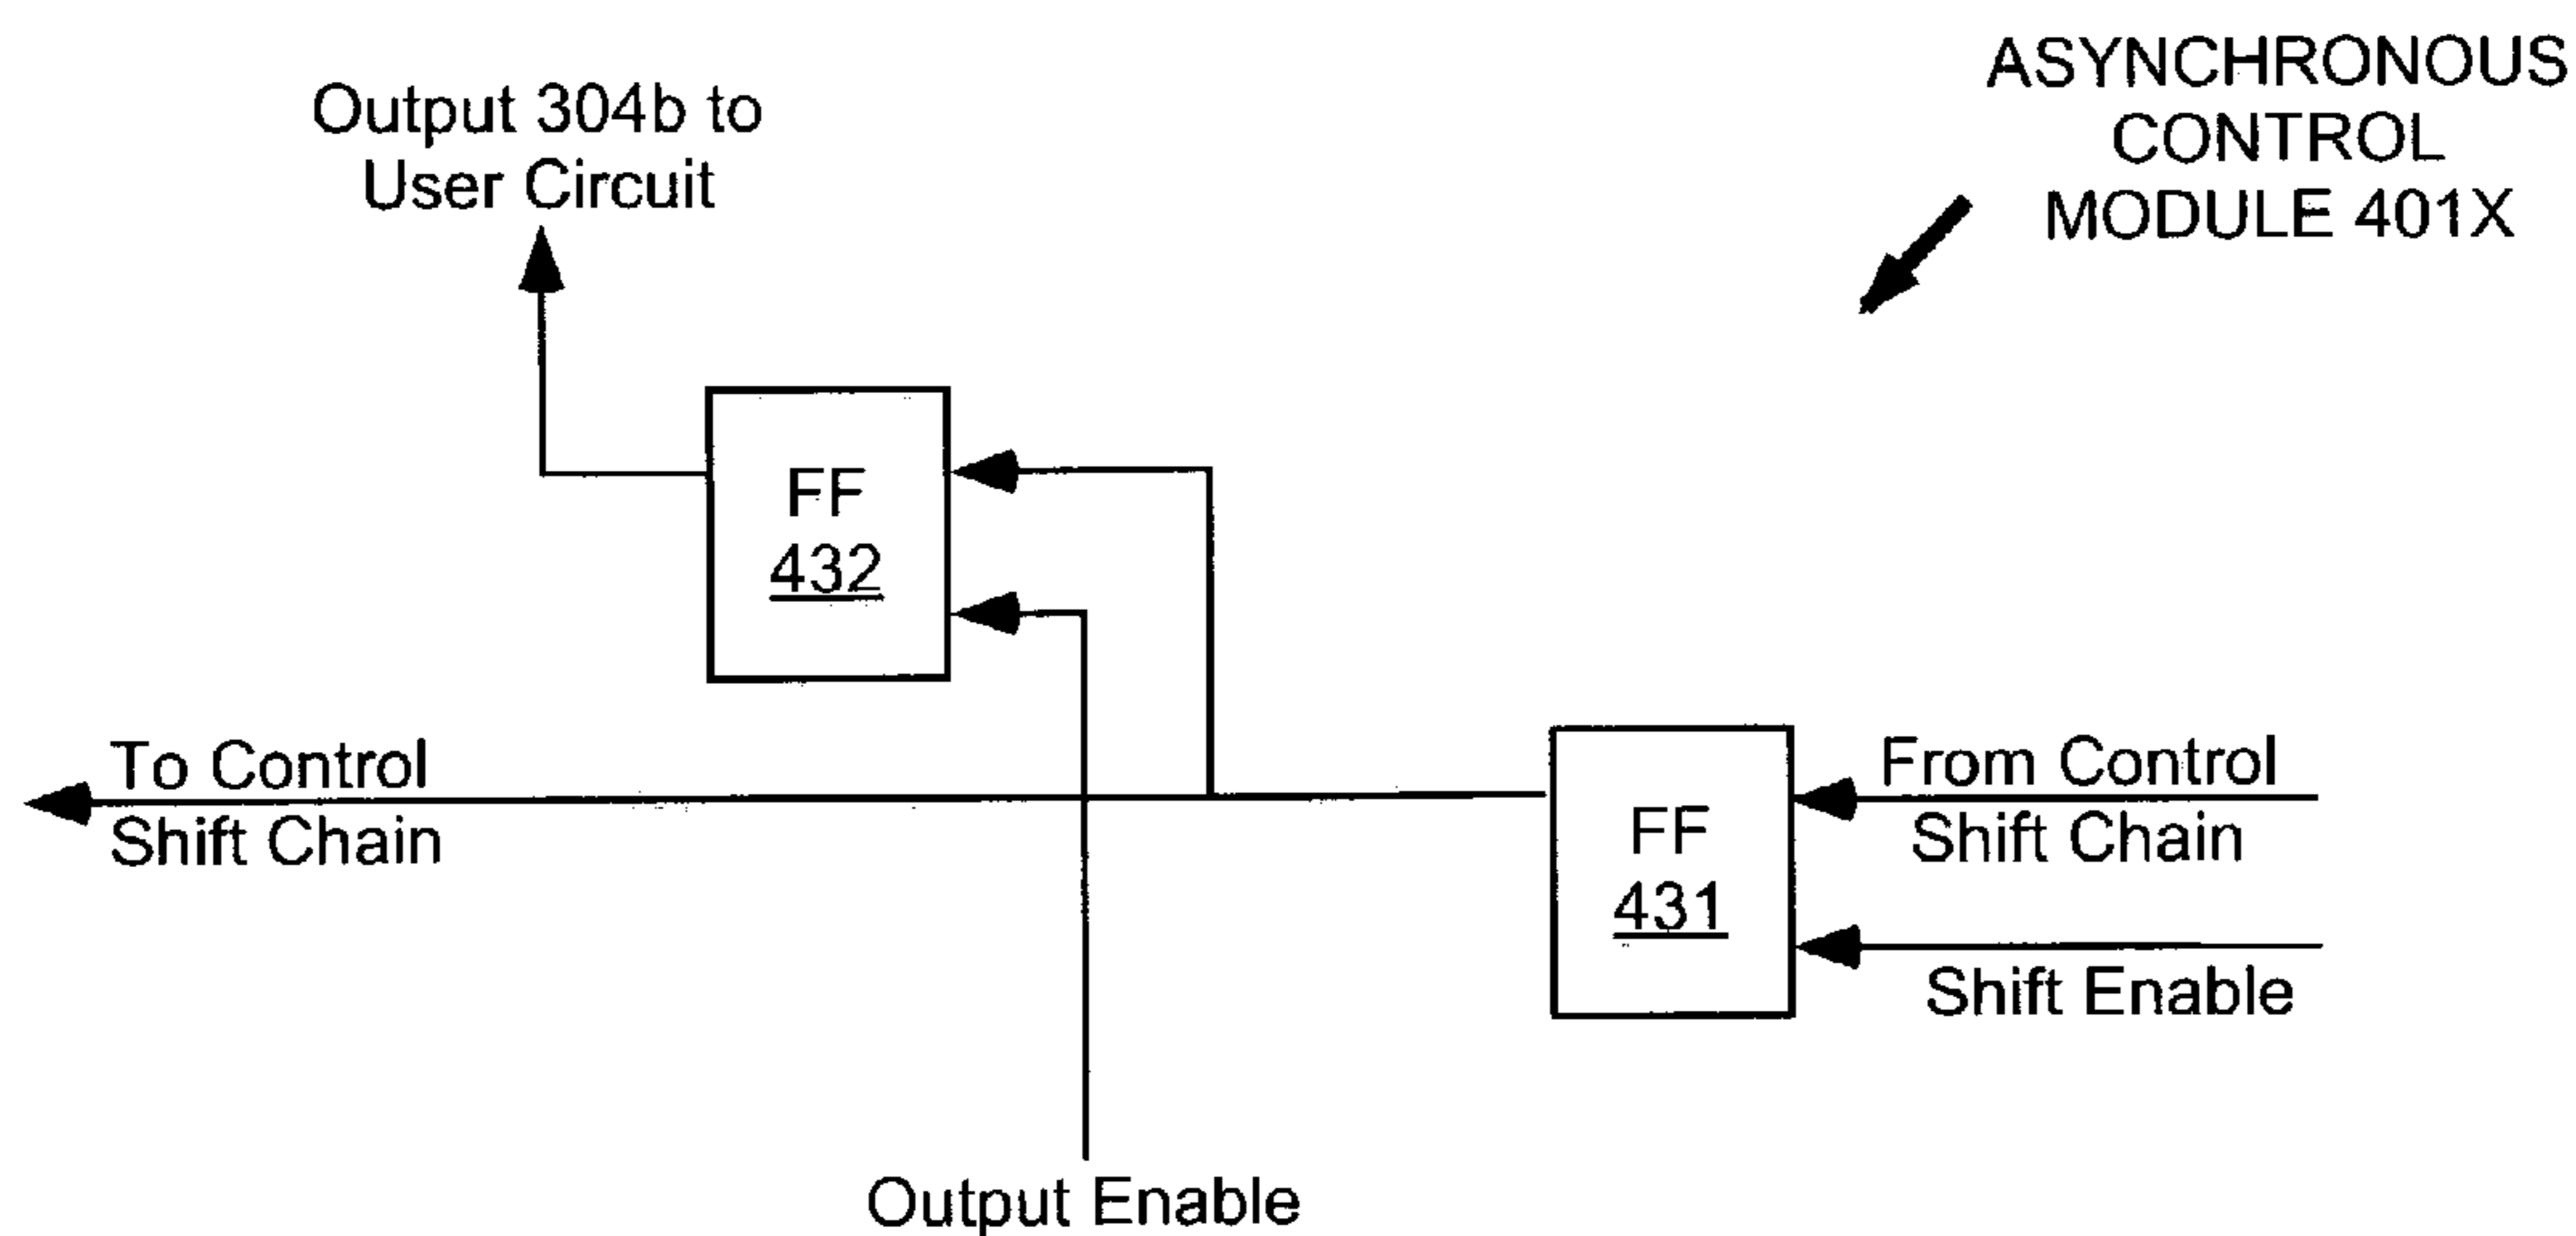 ASYNCHRONOUS
CONTROL
MODULE 401X
Output 304b to
User Circuit
FF
432
To Control
Shift Chain
FF
431
From Control
Shift Chain
Shift Enable
Output Enable